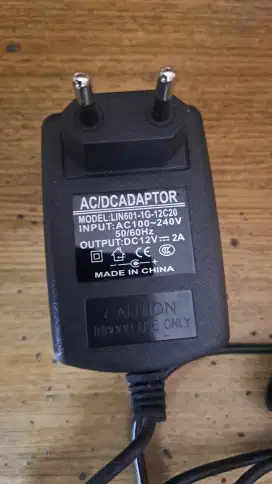 AC/DCADAPTOR
MODEL:LIN601-1G-12C20
INPUT:AC100~240V
50/60Hz
OUTPUT:DC12V⎓2A
CE
MADE IN CHINA
CAUTION
INDOOR USE ONLY